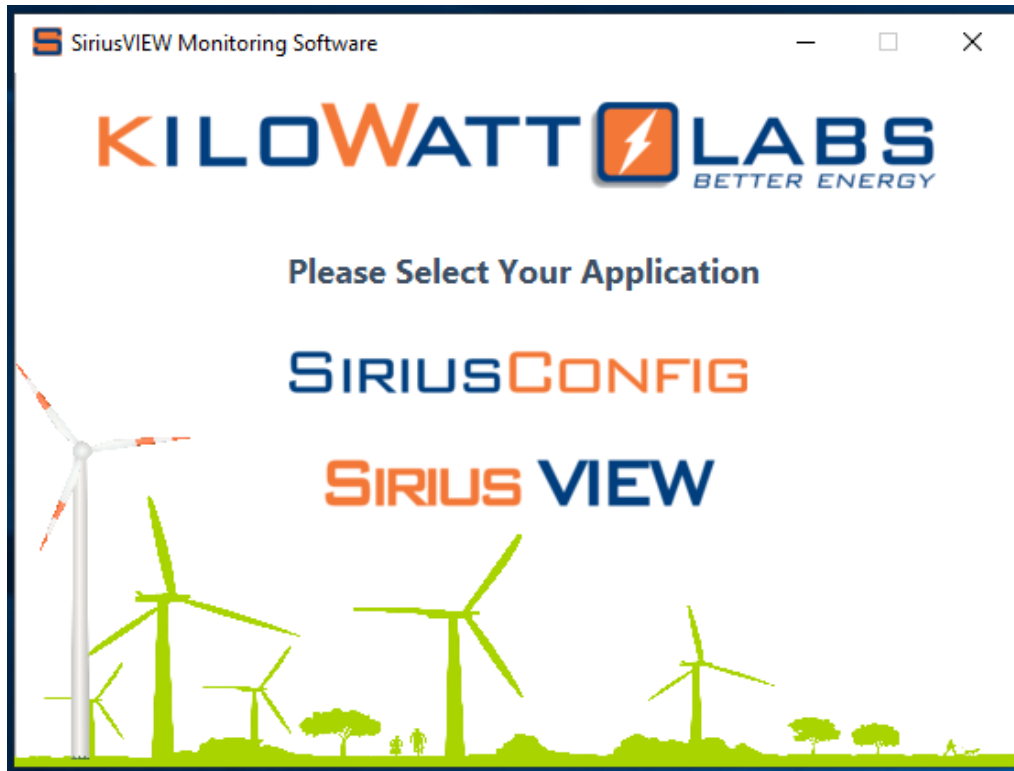 SiriusVIEW Monitoring Software
KILOWATT LABS
BETTER ENERGY
Please Select Your Application
SIRIUSCONFIG
SIRIUS VIEW